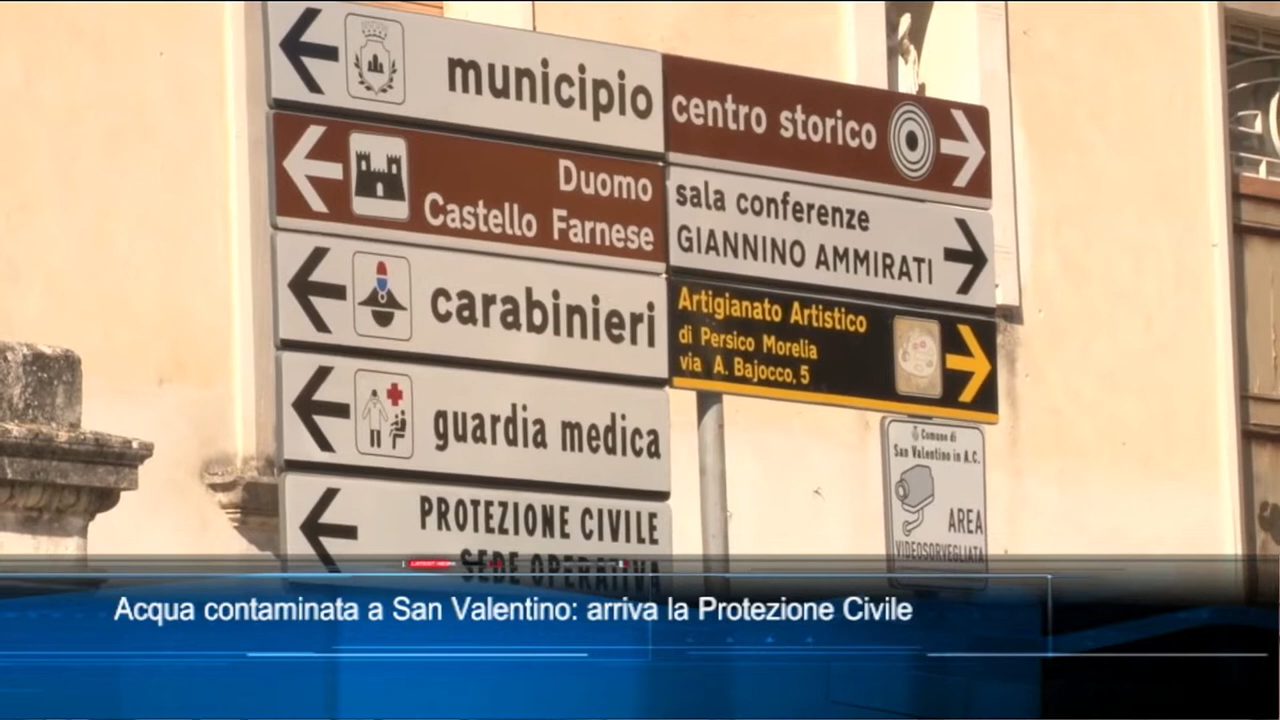 municipio
Duomo
Castello Farnese
carabinieri
guardia medica
PROTEZIONE CIVILE
SEDE OPERATIVA
centro storico
sala conferenze
GIANNINO AMMIRATI
Artigianato Artistico
di Persico Morelia
via A. Bajocco, 5
Comune di
San Valentino in A.C.
AREA
VIDEOSORVEGLIATA
LATEST NEWS
Acqua contaminata a San Valentino: arriva la Protezione Civile